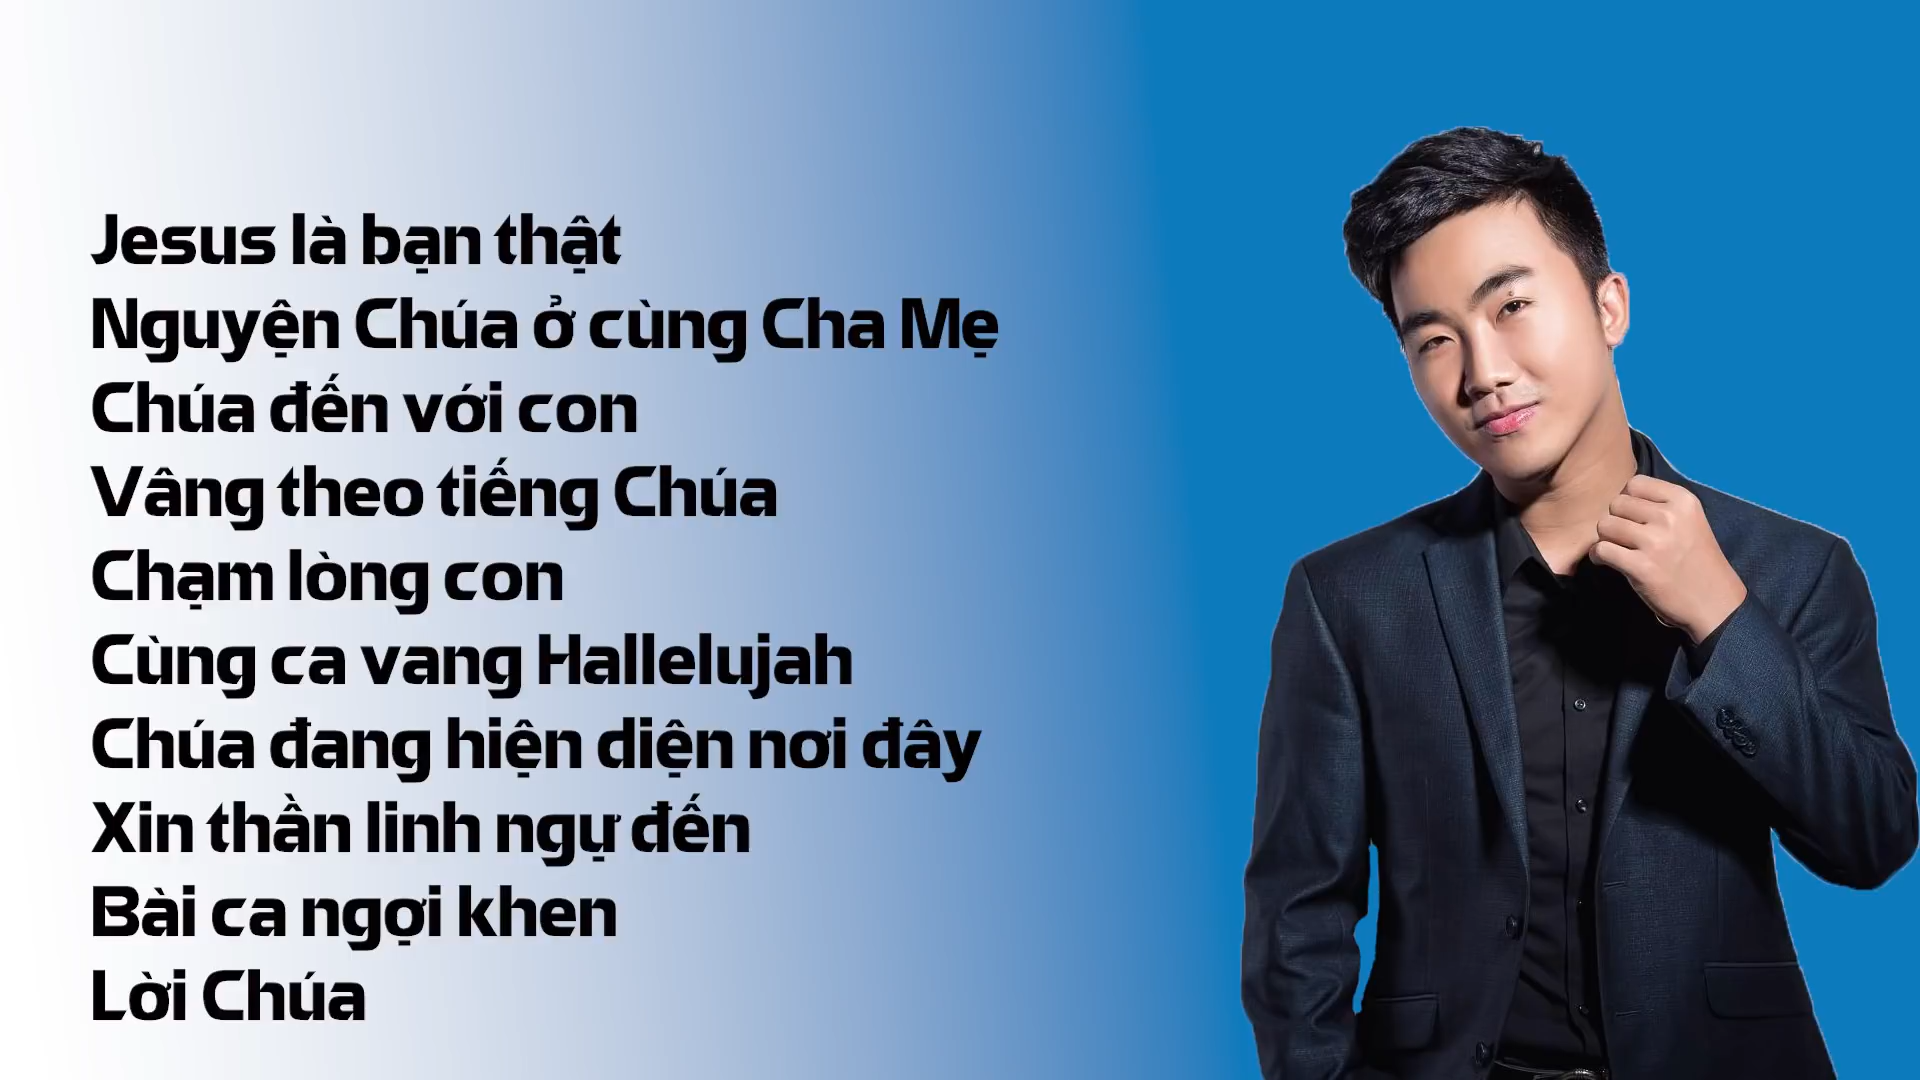 Jesus là bạn thật
Nguyện Chúa ở cùng Cha Mẹ
Chúa đến với con
Vâng theo tiếng Chúa
Chạm lòng con
Cùng ca vang Hallelujah
Chúa đang hiện diện nơi đây
Xin thần linh ngự đến
Bài ca ngợi khen
Lời Chúa